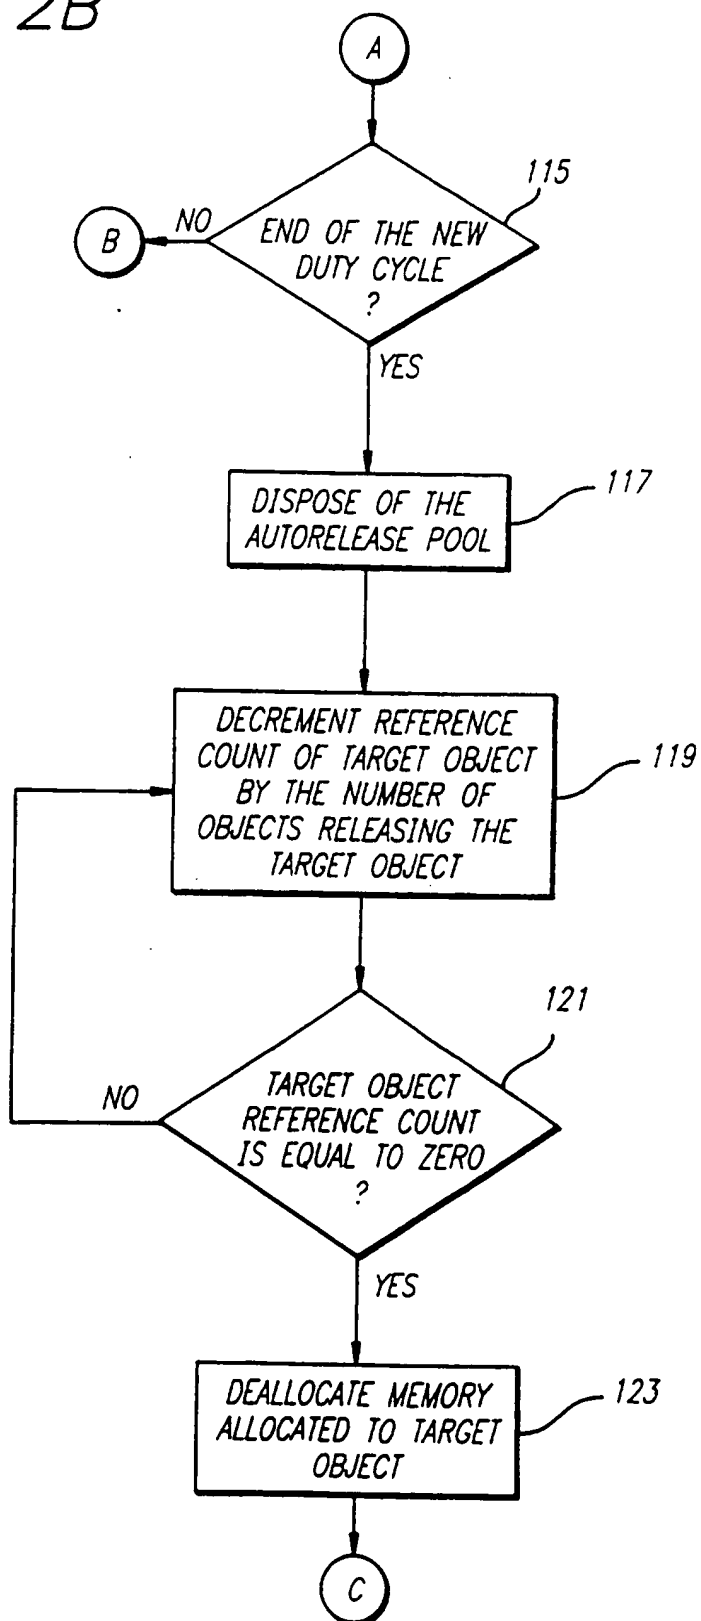 2B
A
115
END OF THE NEW
DUTY CYCLE
?
NO
B
YES
117
DISPOSE OF THE
AUTORELEASE POOL
119
DECREMENT REFERENCE
COUNT OF TARGET OBJECT
BY THE NUMBER OF
OBJECTS RELEASING THE
TARGET OBJECT
121
TARGET OBJECT
REFERENCE COUNT
IS EQUAL TO ZERO
?
NO
YES
123
DEALLOCATE MEMORY
ALLOCATED TO TARGET
OBJECT
C